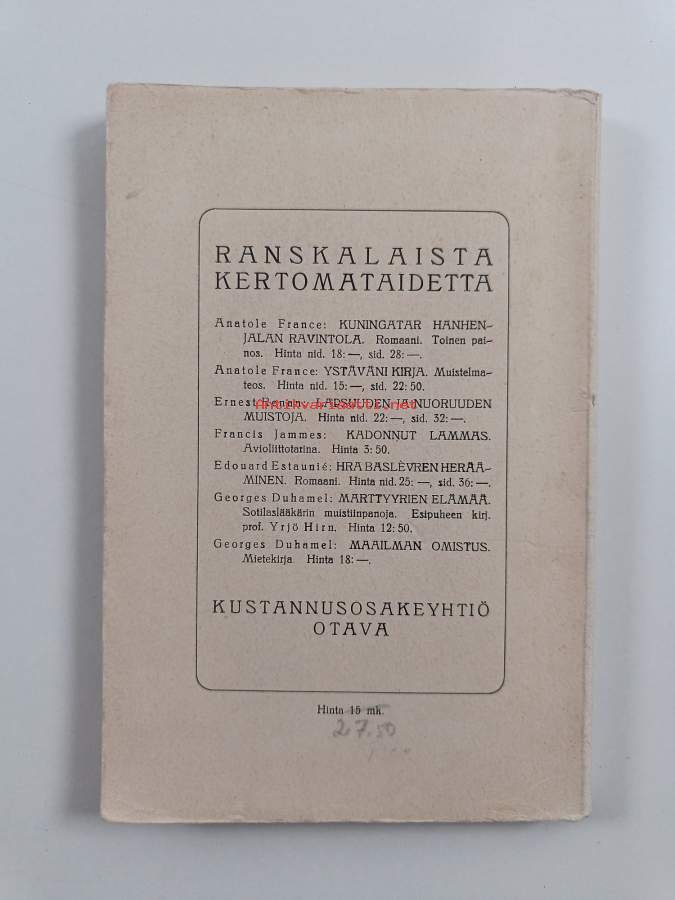 RANSKALAISTA
KERTOMATAIDETTA
Anatole France: KUNINGATAR HANHEN-
JALAN RAVINTOLA. Romaani. Toinen pai-
nos. Hinta nid. 18:—, sid. 28:—.
Anatole France: YSTÄVÄNI KIRJA. Muistelma-
teos. Hinta nid. 15:—, sid. 22:50.
Ernest Renan: LAPSUUDEN JA NUORUUDEN
Antikvariaatti.net
MUISTOJA. Hinta nid. 22:—, sid. 32:—.
Francis Jammes: KADONNUT LAMMAS.
Avioliittotarina. Hinta 3:50.
Edouard Estaunié: HRA BASLÈVREN HERÄÄ-
MINEN. Romaani. Hinta nid. 25:—, sid. 36:—.
Georges Duhamel: MARTTYYRIEN ELÄMÄÄ.
Sotilaslääkärin muistiinpanoja. Esipuheen kirj.
prof. Yrjö Hirn. Hinta 12:50.
Georges Duhamel: MAAILMAN OMISTUS.
Mietekirja. Hinta 18:—.
KUSTANNUSOSAKEYHTIÖ
OTAVA
Hinta 15 mk.
27.50